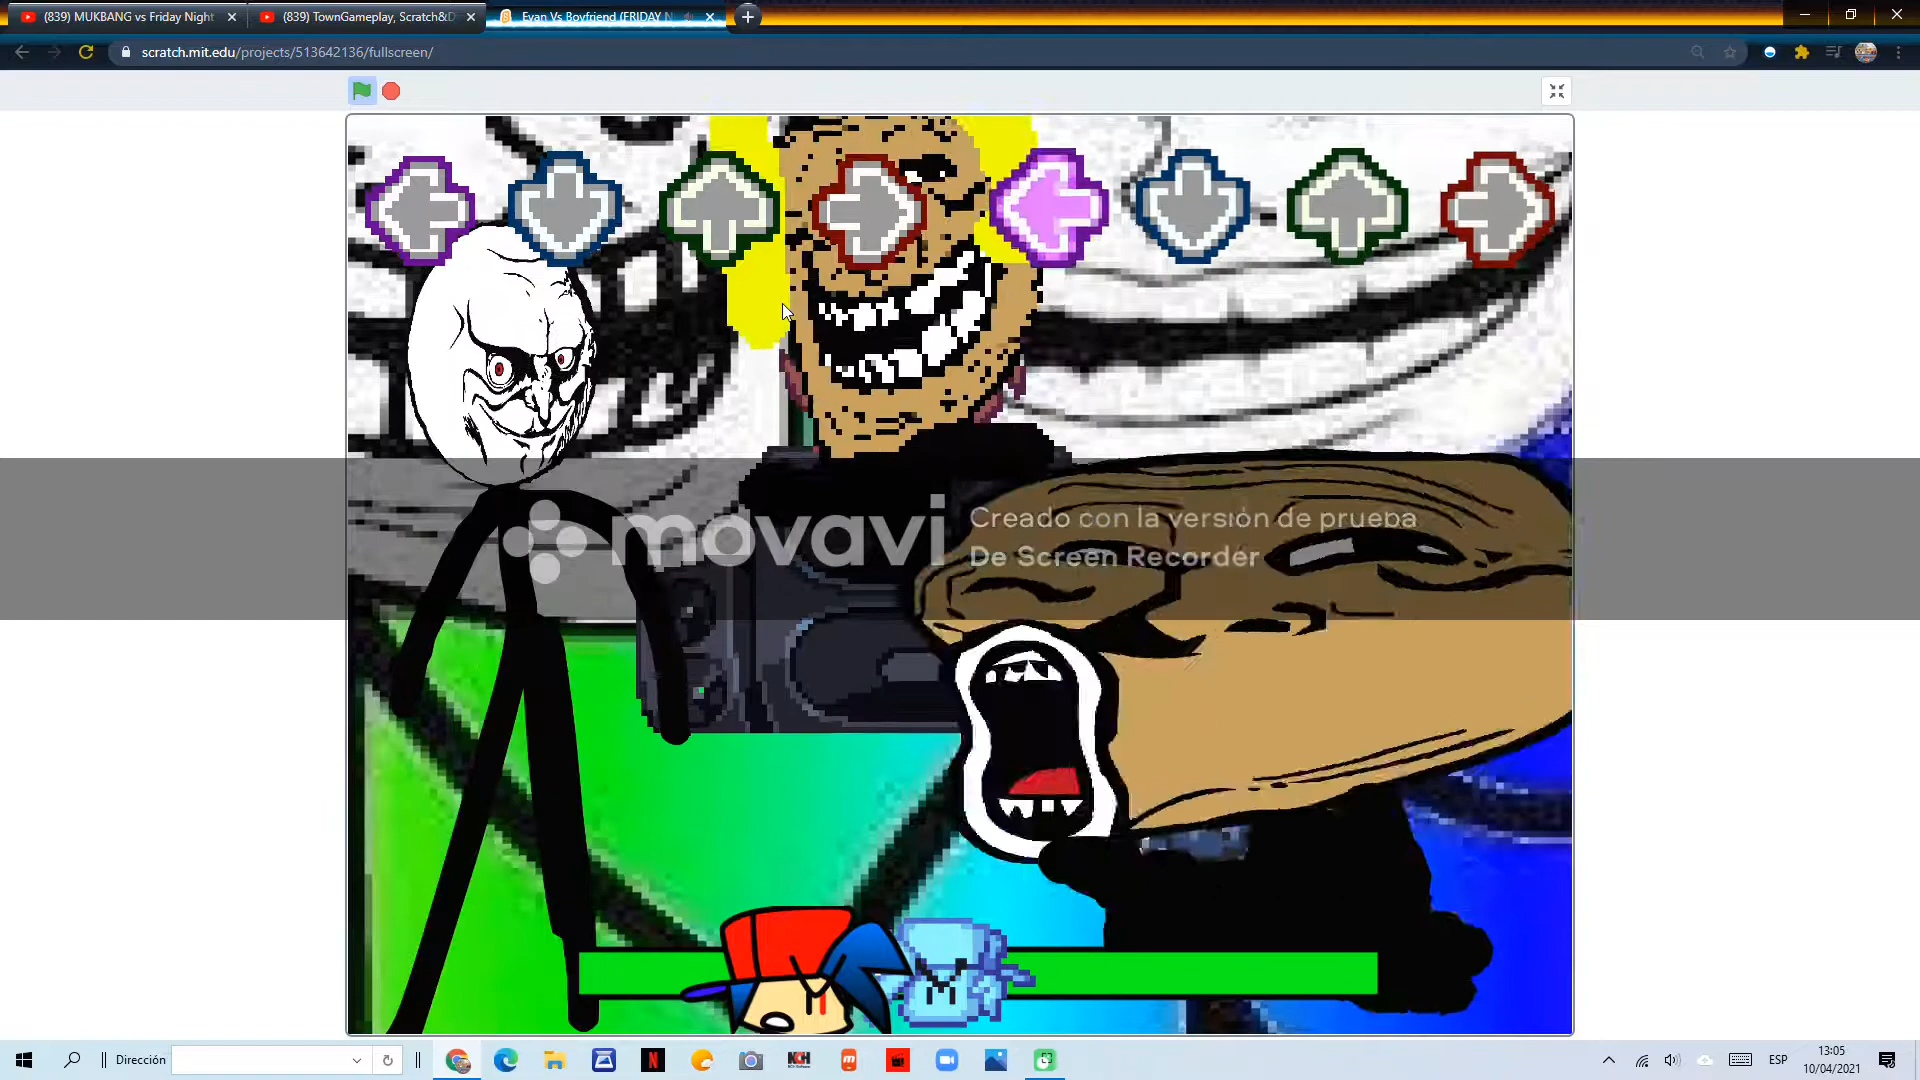 (839) MUKBANG vs Friday Night
(839) TownGameplay, Scratch&D
Evan Vs Boyfriend (FRIDAY N
scratch.mit.edu/projects/513642136/fullscreen/
movavi
Creado con la versión de prueba
De Screen Recorder
Dirección
N
NCH
m
ESP
13:05
10/04/2021